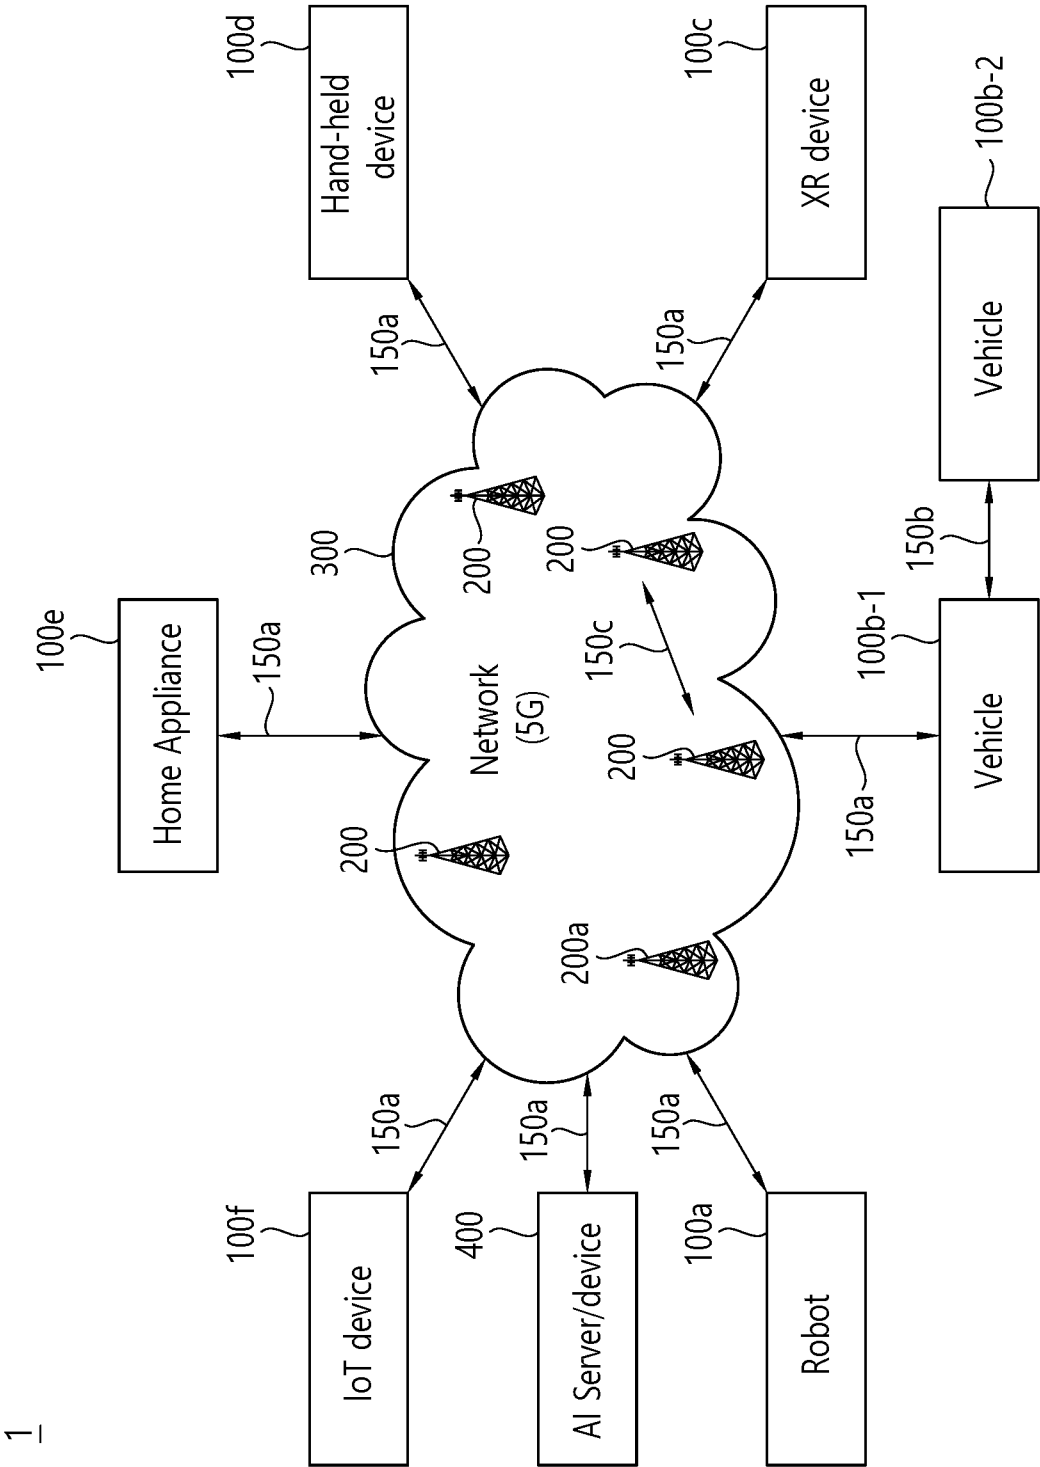 1
100e
Home Appliance
150a
100f
IoT device
150a
100d
Hand-held
device
150a
300
200
200
Network
(5G)
400
AI Server/device
150a
200a
200
150c
200
100a
Robot
150a
100c
XR device
150a
150a
100b-1
Vehicle
150b
Vehicle
100b-2